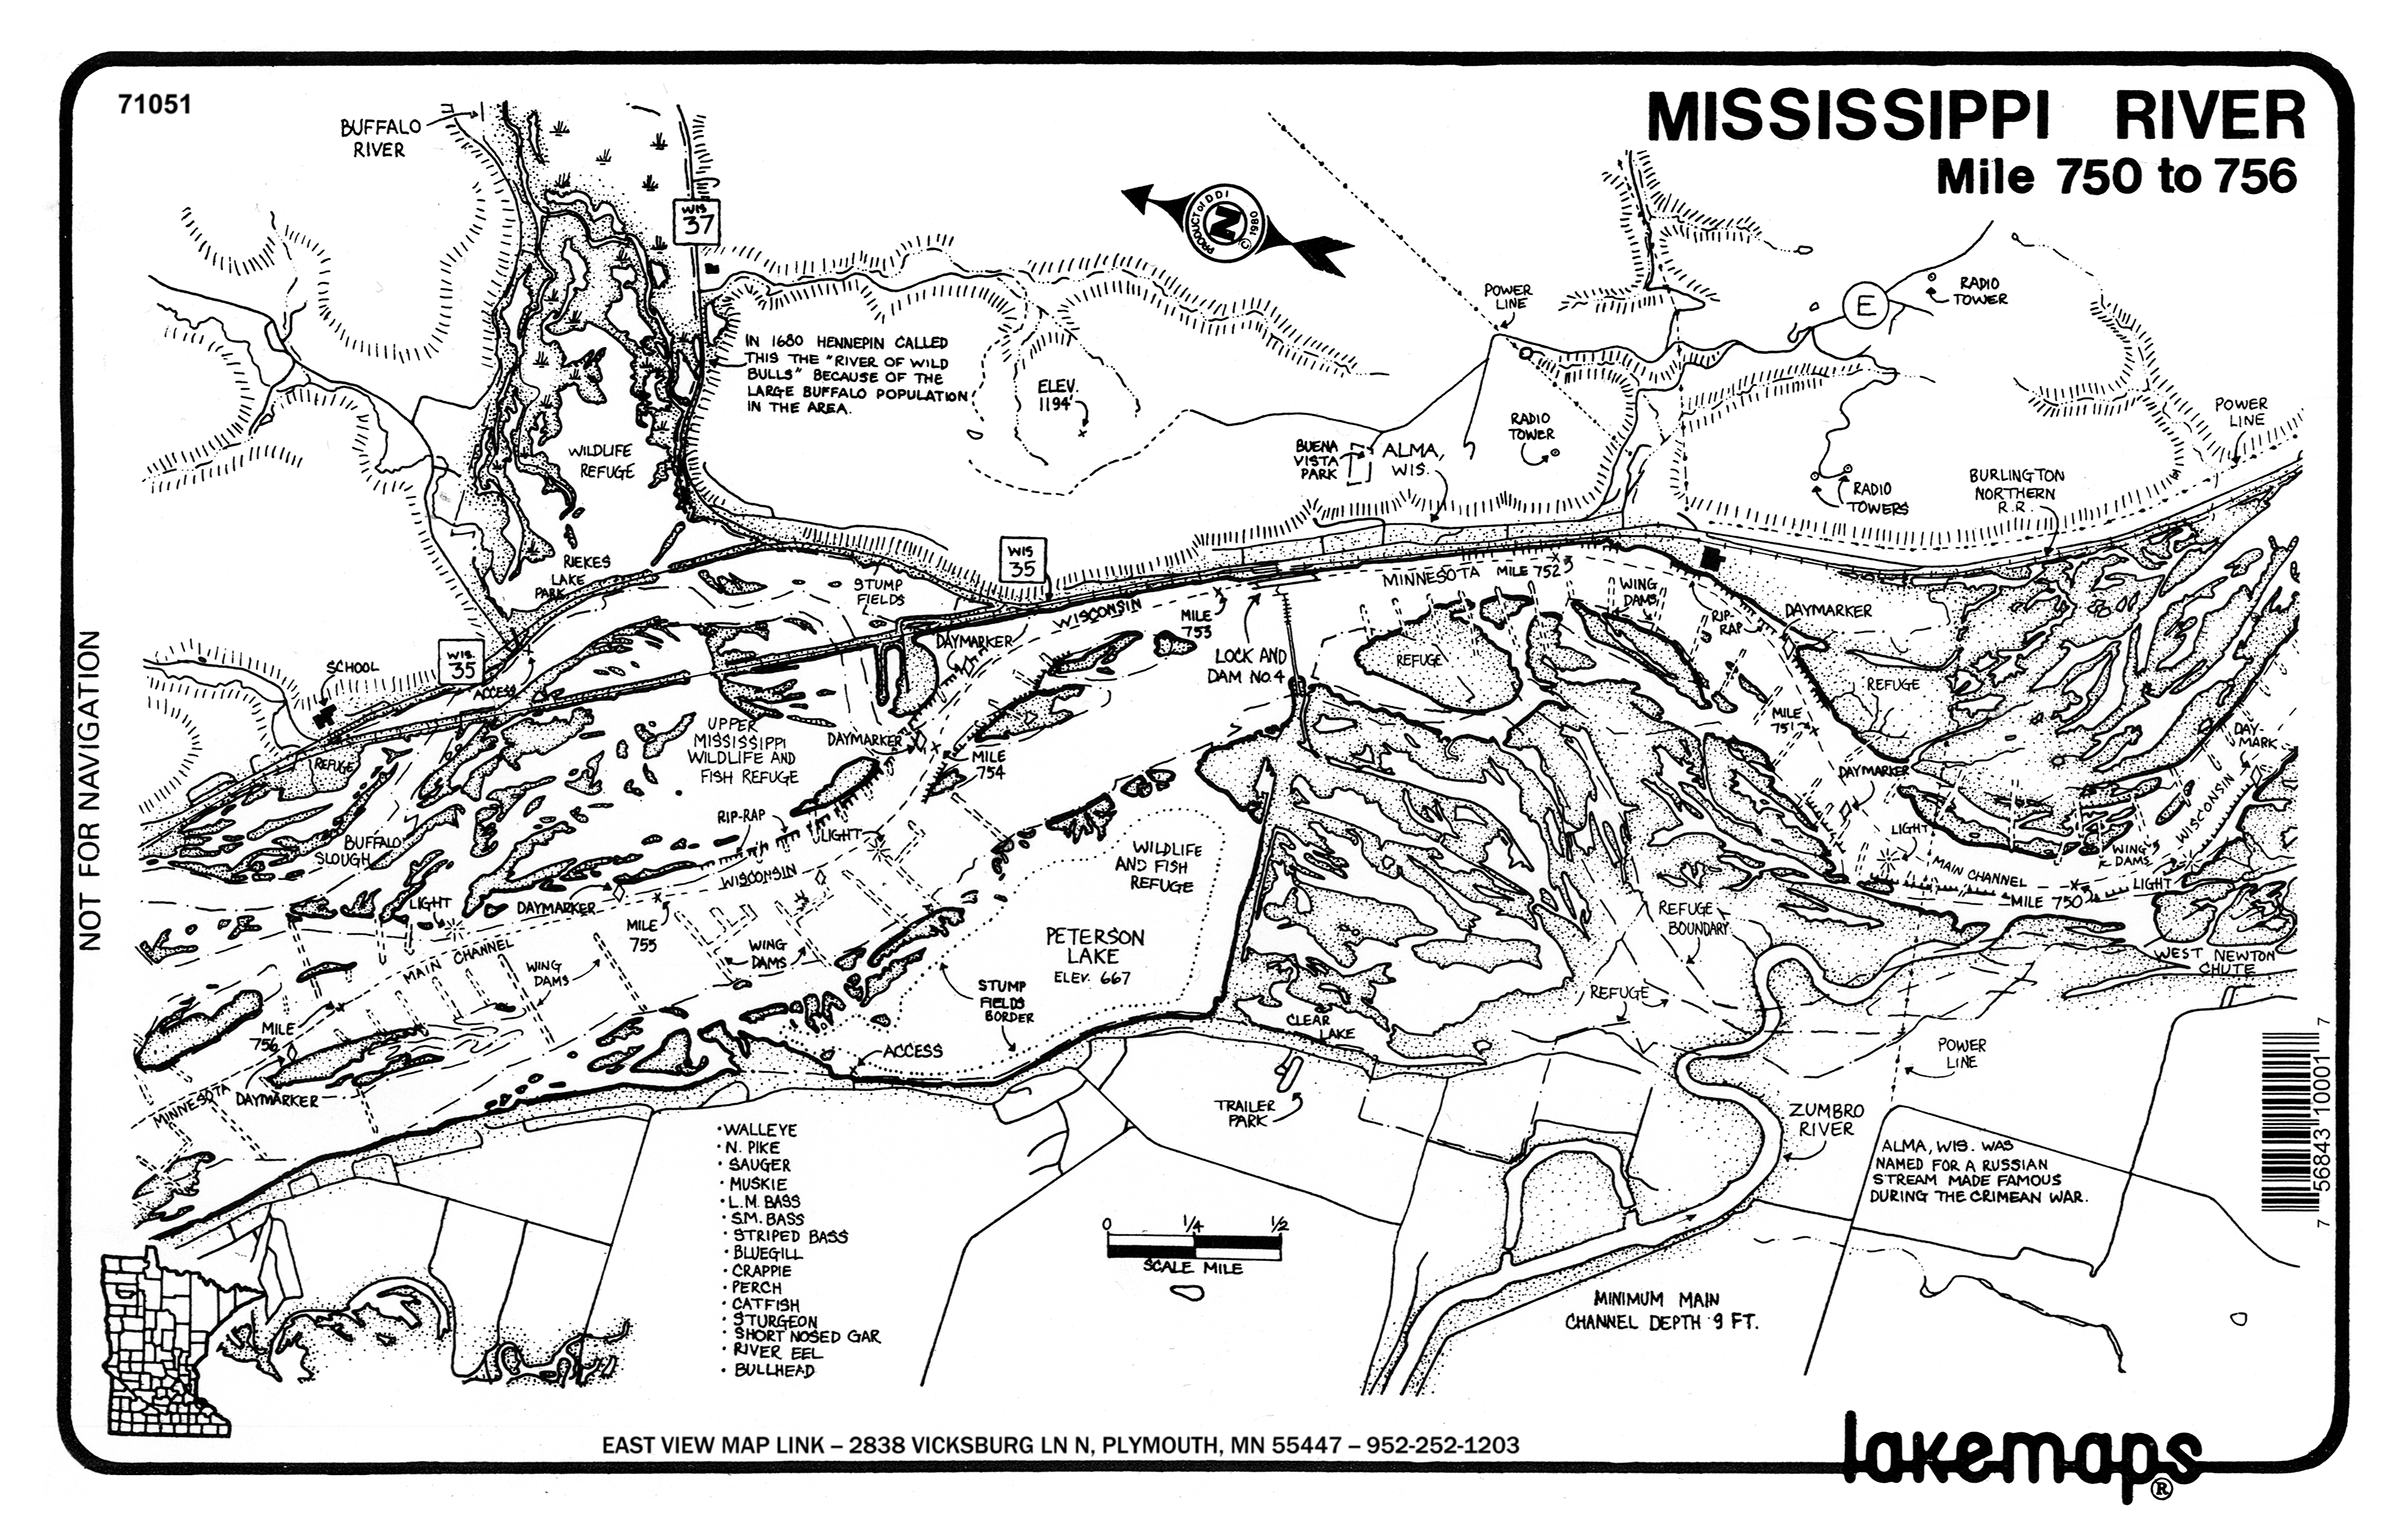 71051
MISSISSIPPI RIVER
Mile 750 to 756
BUFFALO
RIVER
WIS
37
PRODUCT of DDI
N
© 1980
POWER
LINE
E
RADIO
TOWER
IN 1680 HENNEPIN CALLED
THIS THE "RIVER OF WILD
BULLS" BECAUSE OF THE
LARGE BUFFALO POPULATION
IN THE AREA.
ELEV.
1194'
RADIO
TOWER
BUENA
VISTA
PARK
ALMA,
WIS.
POWER
LINE
WILDLIFE
REFUGE
RADIO
TOWERS
BURLINGTON
NORTHERN
R.R.
RIEKES
LAKE
PARK
STUMP
FIELDS
WIS
35
MINNESOTA
MILE 752
WING
DAMS
RIP-
RAP
DAYMARKER
WISCONSIN
MILE
753
DAYMARKER
LOCK AND
DAM NO.4
REFUGE
REFUGE
SCHOOL
WIS.
35
ACCESS
UPPER
MISSISSIPPI
WILDLIFE AND
FISH REFUGE
DAYMARKER
MILE
754
MILE
751
DAY-
MARK
DAYMARKER
REFUGE
NOT FOR NAVIGATION
BUFFALO
SLOUGH
RIP-RAP
LIGHT
WISCONSIN
WILDLIFE
AND FISH
REFUGE
LIGHT
MAIN CHANNEL
WING
DAMS
WISCONSIN
LIGHT
MILE 750
LIGHT
DAYMARKER
MILE
755
MAIN CHANNEL
WING
DAMS
WING
DAMS
PETERSON
LAKE
ELEV. 667
REFUGE
BOUNDARY
WEST NEWTON
CHUTE
STUMP
FIELDS
BORDER
REFUGE
CLEAR
LAKE
MILE
756
ACCESS
POWER
LINE
MINNESOTA
DAYMARKER
TRAILER
PARK
ZUMBRO
RIVER
• WALLEYE
• N. PIKE
• SAUGER
• MUSKIE
• L.M. BASS
• S.M. BASS
• STRIPED BASS
• BLUEGILL
• CRAPPIE
• PERCH
• CATFISH
• STURGEON
• SHORT NOSED GAR
• RIVER EEL
• BULLHEAD
0 1/4 1/2
SCALE MILE
ALMA, WIS. WAS
NAMED FOR A RUSSIAN
STREAM MADE FAMOUS
DURING THE CRIMEAN WAR.
MINIMUM MAIN
CHANNEL DEPTH 9 FT.
7 56843 10001 7
EAST VIEW MAP LINK – 2838 VICKSBURG LN N, PLYMOUTH, MN 55447 – 952-252-1203
lakemaps®